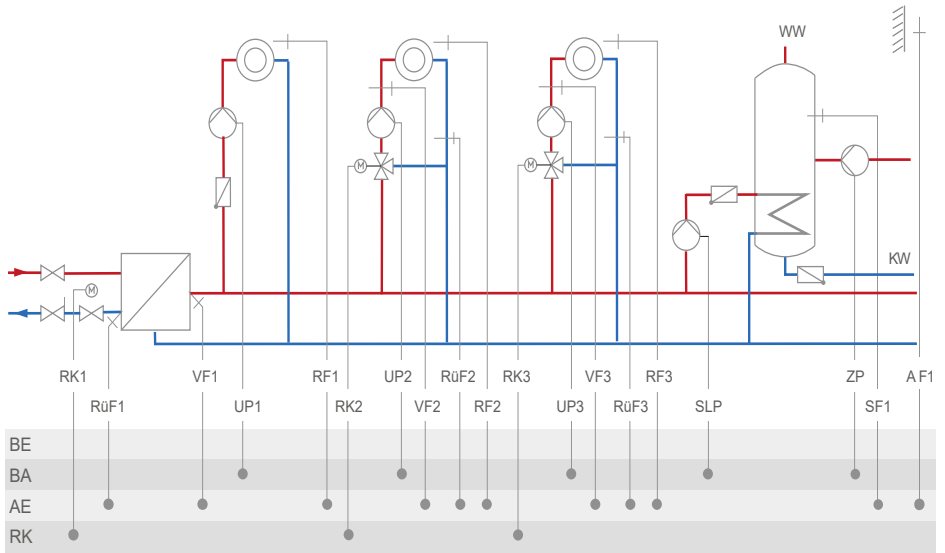 WW
M
M
KW
M
RK1 VF1 RF1 UP2 RüF2 RK3 VF3 RF3 ZP A F1
RüF1 UP1 RK2 VF2 RF2 UP3 RüF3 SLP SF1
BE
BA
AE
RK